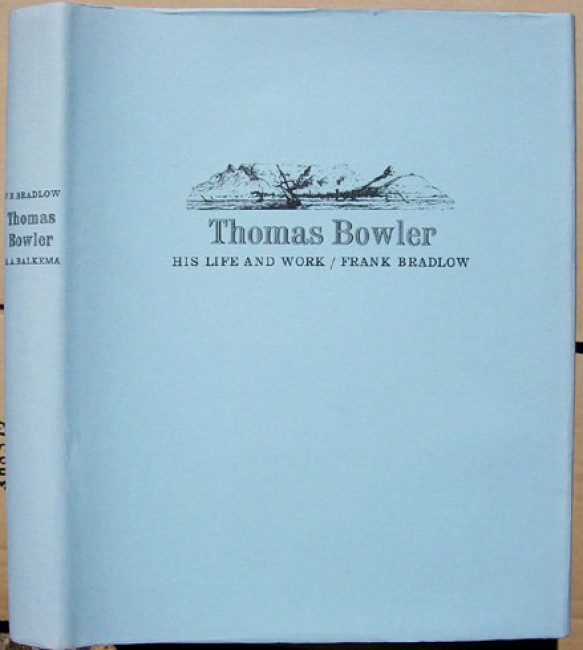 BRADLOW
Thomas
Bowler
BALKEMA
Thomas Bowler
HIS LIFE AND WORK / FRANK BRADLOW